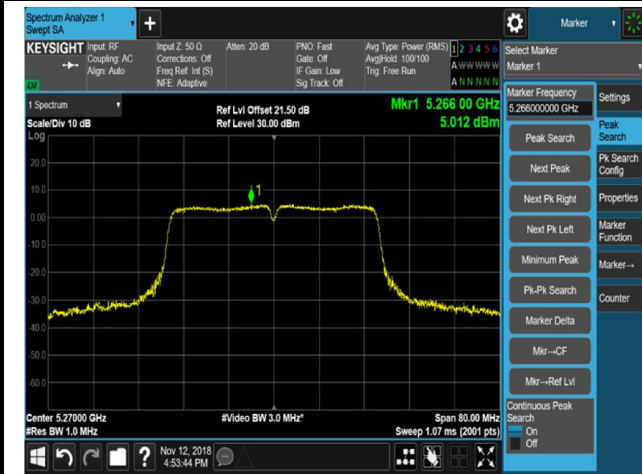 Spectrum Analyzer 1
Swept SA
Marker
KEYSIGHT
Input: RF
Coupling: AC
Align: Auto
Input Z: 50 Ω
Corrections: Off
Freq Ref: Int (S)
NFE: Adaptive
Atten: 20 dB
PNO: Fast
Gate: Off
IF Gain: Low
Sig Track: Off
Avg Type: Power (RMS)
Avg|Hold: 100/100
Trig: Free Run
1 2 3 4 5 6
A W W W W W
A N N N N N
Select Marker
Marker 1
1 Spectrum
Scale/Div 10 dB
Log
Ref Lvl Offset 21.50 dB
Ref Level 30.00 dBm
Mkr1 5.266 00 GHz
5.012 dBm
20.0
10.0
0.00
-10.0
-20.0
-30.0
-40.0
-50.0
-60.0
1
Center 5.27000 GHz
#Res BW 1.0 MHz
#Video BW 3.0 MHz*
Span 80.00 MHz
Sweep 1.07 ms (2001 pts)
Marker Frequency
5.266000000 GHz
Peak Search
Next Peak
Next Pk Right
Next Pk Left
Minimum Peak
Pk-Pk Search
Marker Delta
Mkr→CF
Mkr→Ref Lvl
Continuous Peak
Search
On
Off
Settings
Peak
Search
Pk Search
Config
Properties
Marker
Function
Marker→
Counter
Nov 12, 2018
4:53:44 PM